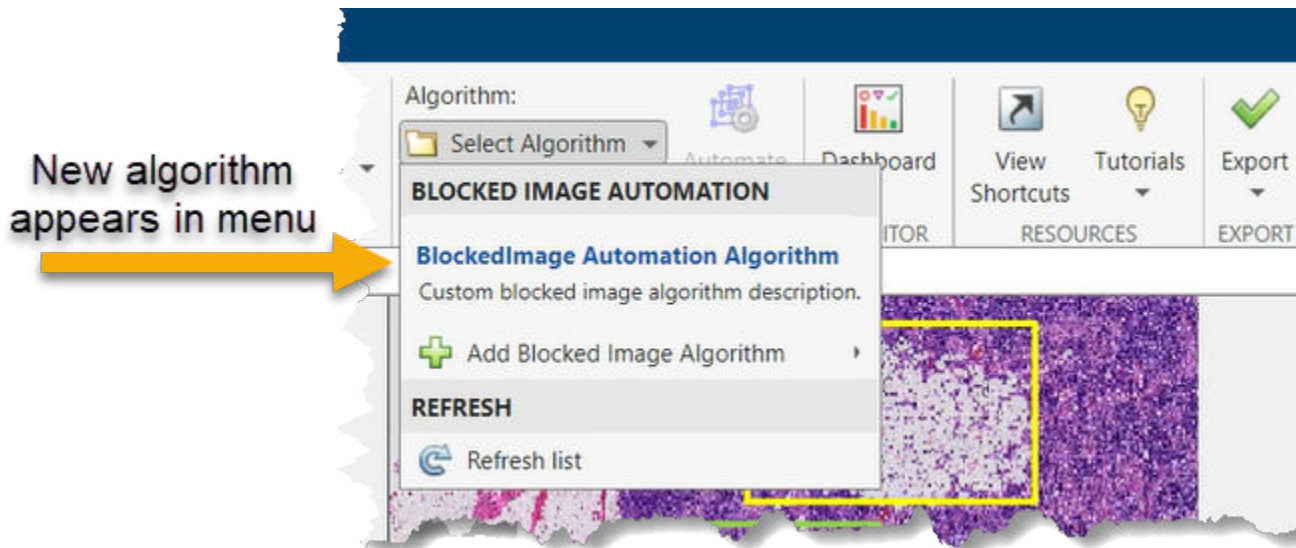 New algorithm
appears in menu
Algorithm:
Select Algorithm
Automate
Dashboard
View
Shortcuts
Tutorials
Export
ITOR
RESOURCES
EXPORT
BLOCKED IMAGE AUTOMATION
BlockedImage Automation Algorithm
Custom blocked image algorithm description.
Add Blocked Image Algorithm
REFRESH
Refresh list